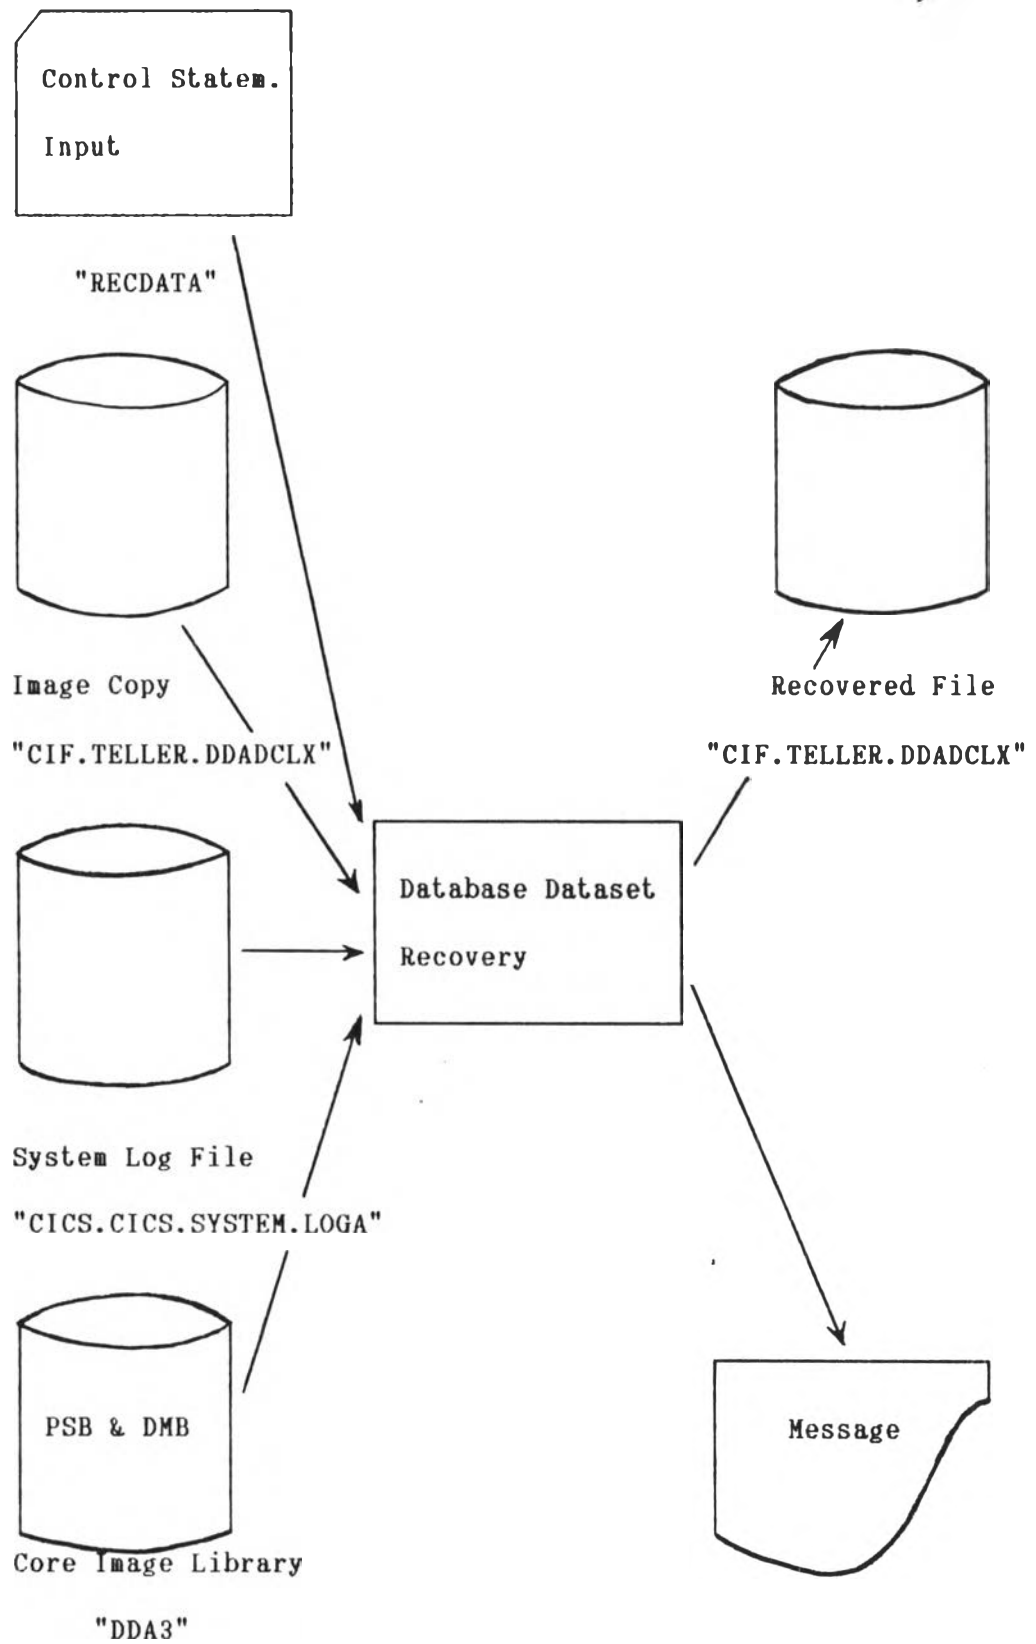 Control Statem.
Input
"RECDATA"
Image Copy
"CIF.TELLER.DDADCLX"
Recovered File
"CIF.TELLER.DDADCLX"
Database Dataset
Recovery
System Log File
"CICS.CICS.SYSTEM.LOGA"
PSB & DMB
Core Image Library
"DDA3"
Message